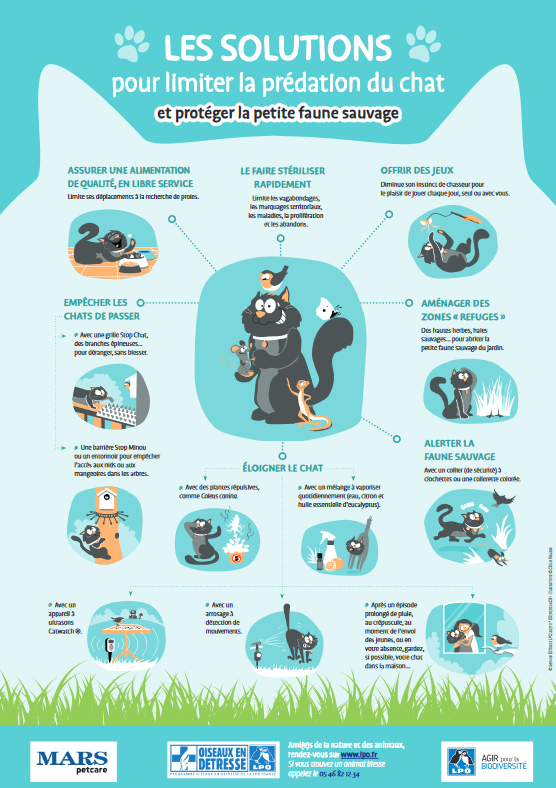 LES SOLUTIONS
pour limiter la prédation du chat
et protéger la petite faune sauvage
ASSURER UNE ALIMENTATION
DE QUALITÉ, EN LIBRE SERVICE
Limite ses déplacements à la recherche de proies.
LE FAIRE STÉRILISER
RAPIDEMENT
Limite les vagabondages,
les marquages territoriaux,
les maladies, la prolifération
et les abandons.
OFFRIR DES JEUX
Diminue son instinct de chasseur pour
le plaisir de jouer chaque jour, seul ou avec vous.
EMPÊCHER LES
CHATS DE PASSER
Avec une grille Stop Chat,
des branches épineuses...
pour déranger, sans blesser.
Une barrière Stop Minou
ou un entonnoir pour empêcher
l'accès aux nids ou aux
mangeoires dans les arbres.
AMÉNAGER DES
ZONES « REFUGES »
Des hautes herbes, haies
sauvages... pour abriter la
petite faune sauvage du jardin.
ALERTER LA
FAUNE SAUVAGE
Avec un collier (de sécurité) à
clochettes ou une collerette colorée.
ÉLOIGNER LE CHAT
Avec des plantes répulsives,
comme Coleus canina.
Avec un mélange à vaporiser
quotidiennement (eau, citron et
huile essentielle d'eucalyptus).
Avec un
appareil à
ultrasons
Catwatch ®.
Avec un
arrosage à
détection de
mouvements.
Après un épisode
prolongé de pluie,
au crépuscule, au
moment de l'envol
des jeunes, ou en
votre absence, gardez,
si possible, votre chat
dans la maison...
MARS
petcare
OISEAUX EN
DÉTRESSE
LPO
PROGRAMME OISEAUX EN DÉTRESSE DE LA LPO FRANCE
Ami(e)s de la nature et des animaux,
rendez-vous sur www.lpo.fr
Si vous trouvez un animal blessé
appelez le 05 46 82 12 34
LPO
AGIR pour la
BIODIVERSITÉ